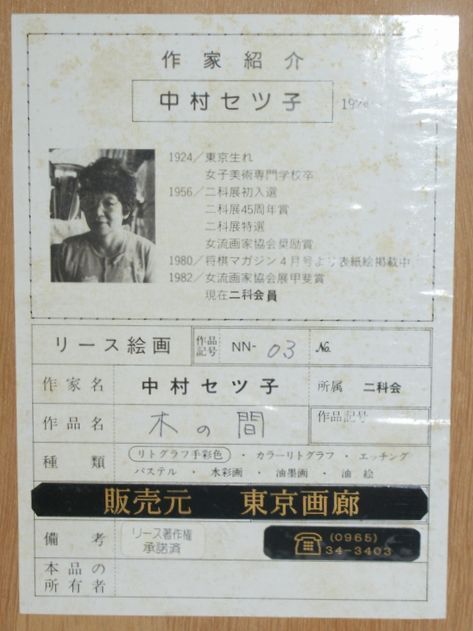 作家紹介
中村セツ子
1924/東京生れ
女子美術専門学校卒
1956/二科展初入選
二科展45周年賞
二科展特選
女流画家協会奨励賞
1980/将棋マガジン4月号より表紙絵掲載中
1982/女流画家協会展甲斐賞
現在二科会員
リース絵画 作品記号 NN-03 No.
作家名 中村セツ子 所属 二科会
作品名 木の間 作品記号
種類 リトグラフ手彩色・カラーリトグラフ・エッチング
パステル・水彩画・油墨画・油絵
販売元 東京画廊
備考 リース著作権承諾済 (0965)34-3403
本品の所有者